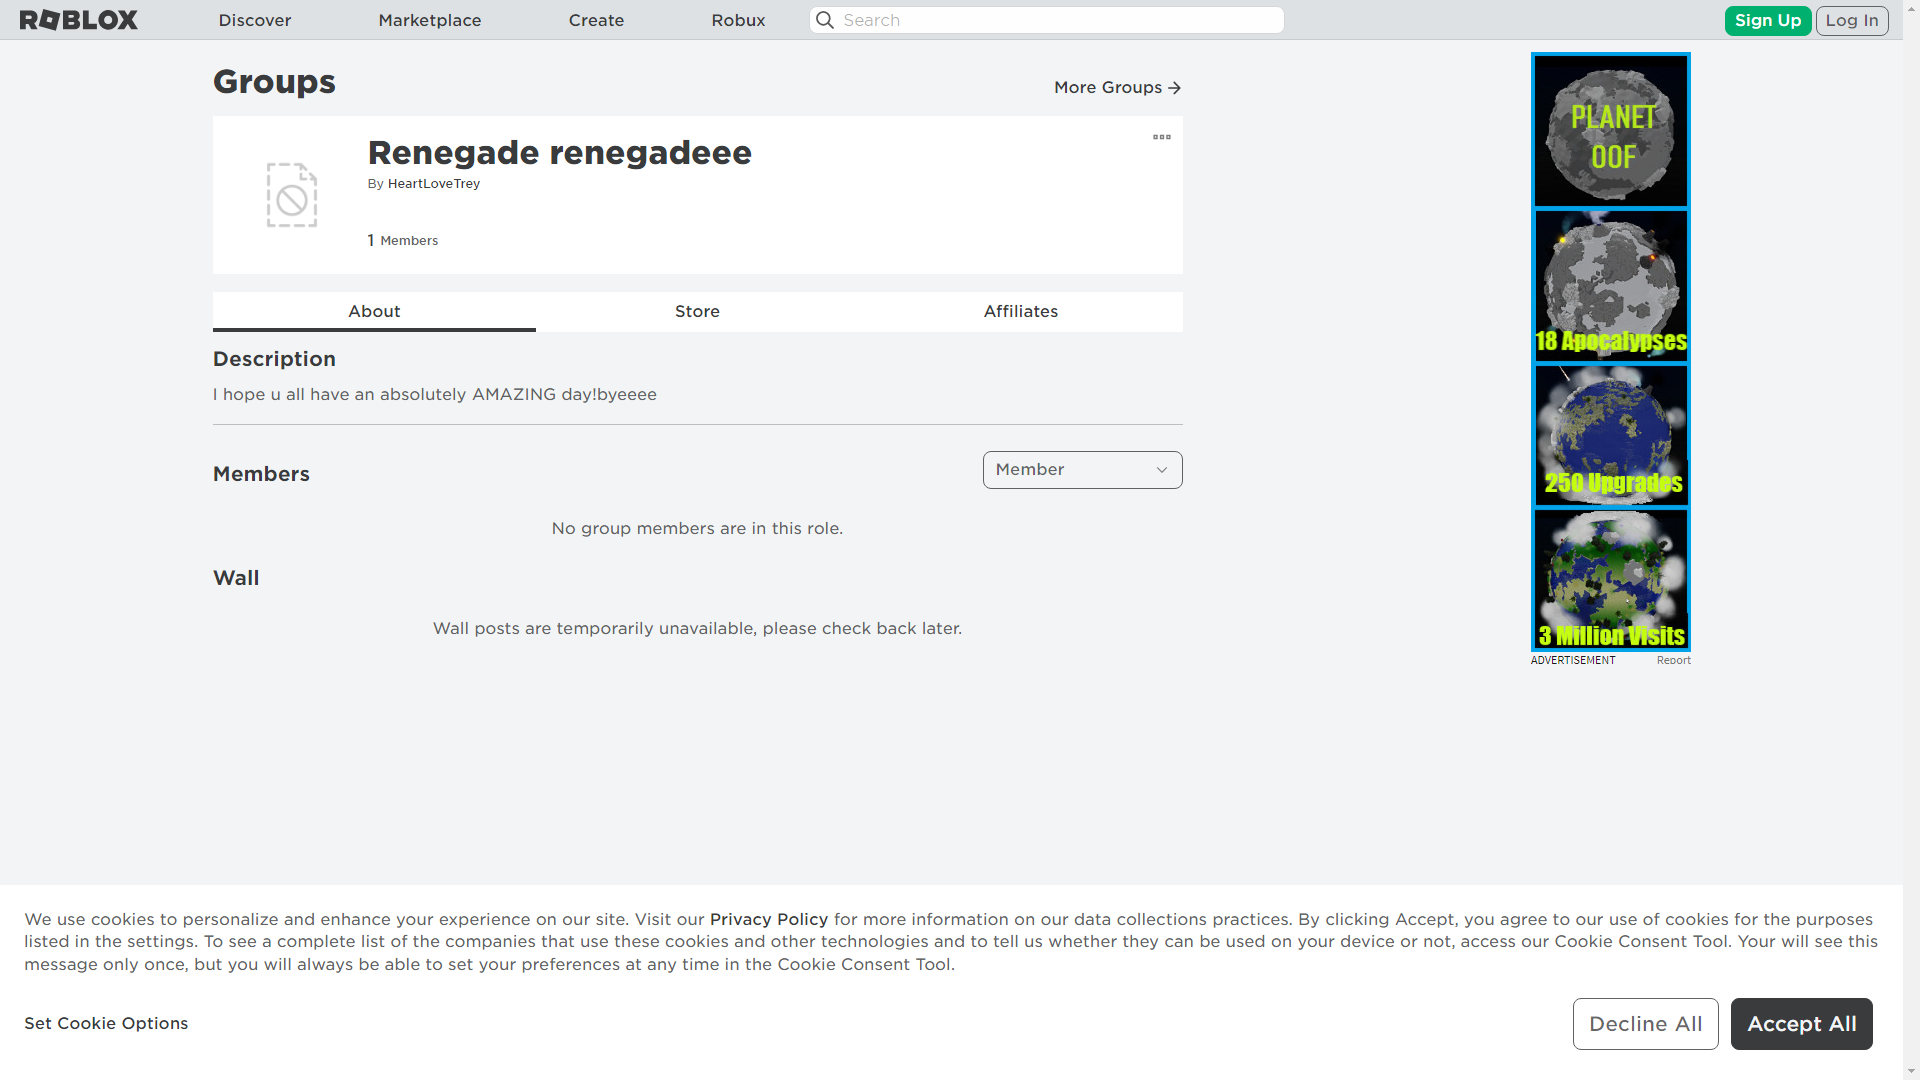 ROBLOX
Discover
Marketplace
Create
Robux
Search
Sign Up
Log In
Groups
More Groups
Renegade renegadeee
By HeartLoveTrey
1 Members
About
Store
Affiliates
Description
I hope u all have an absolutely AMAZING day!byeeee
Members
Member
No group members are in this role.
Wall
Wall posts are temporarily unavailable, please check back later.
PLANET
OOF
18 Apocalypses
250 Upgrades
3 Million Visits
ADVERTISEMENT
Report
We use cookies to personalize and enhance your experience on our site. Visit our Privacy Policy for more information on our data collections practices. By clicking Accept, you agree to our use of cookies for the purposes
listed in the settings. To see a complete list of the companies that use these cookies and other technologies and to tell us whether they can be used on your device or not, access our Cookie Consent Tool. Your will see this
message only once, but you will always be able to set your preferences at any time in the Cookie Consent Tool.
Set Cookie Options
Decline All
Accept All